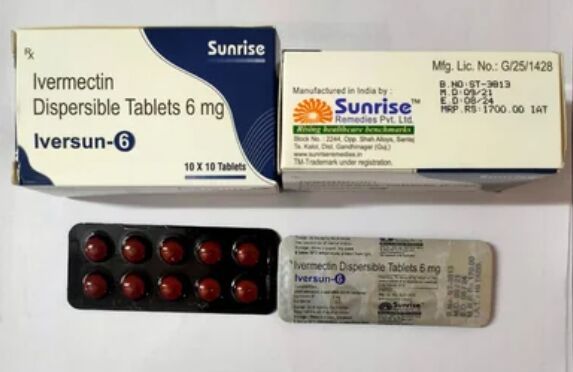 Rx
Sunrise
Ivermectin
Dispersible Tablets 6 mg
Iversun-6
10 X 10 Tablets
Mfg. Lic. No.: G/25/1428
Manufactured in India by :
Sunrise™
Remedies Pvt. Ltd.
Rising healthcare benchmarks
Block No.: 2244, Opp. Shah Alloys, Santej
Ta. Kalol, Dist. Gandhinagar (Guj.)
www.sunriseremedies.in
TM-Trademark under registration.
B.NO:ST-3813
M.D:09/21
E.D:08/24
MRP.RS:1700.00 IAT
Ivermectin Dispersible Tablets 6 mg
Iversun-6
Sunrise